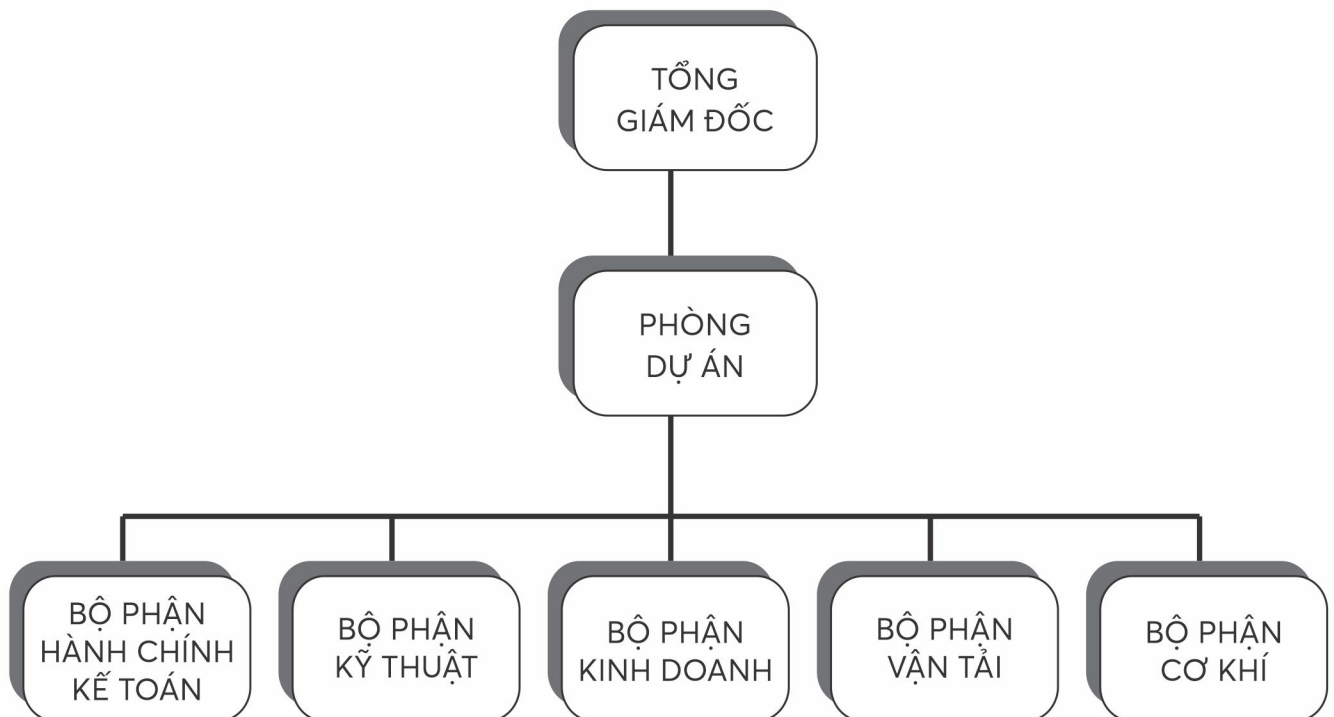 TỔNG
GIÁM ĐỐC
PHÒNG
DỰ ÁN
BỘ PHẬN
HÀNH CHÍNH
KẾ TOÁN
BỘ PHẬN
KỸ THUẬT
BỘ PHẬN
KINH DOANH
BỘ PHẬN
VẬN TẢI
BỘ PHẬN
CƠ KHÍ